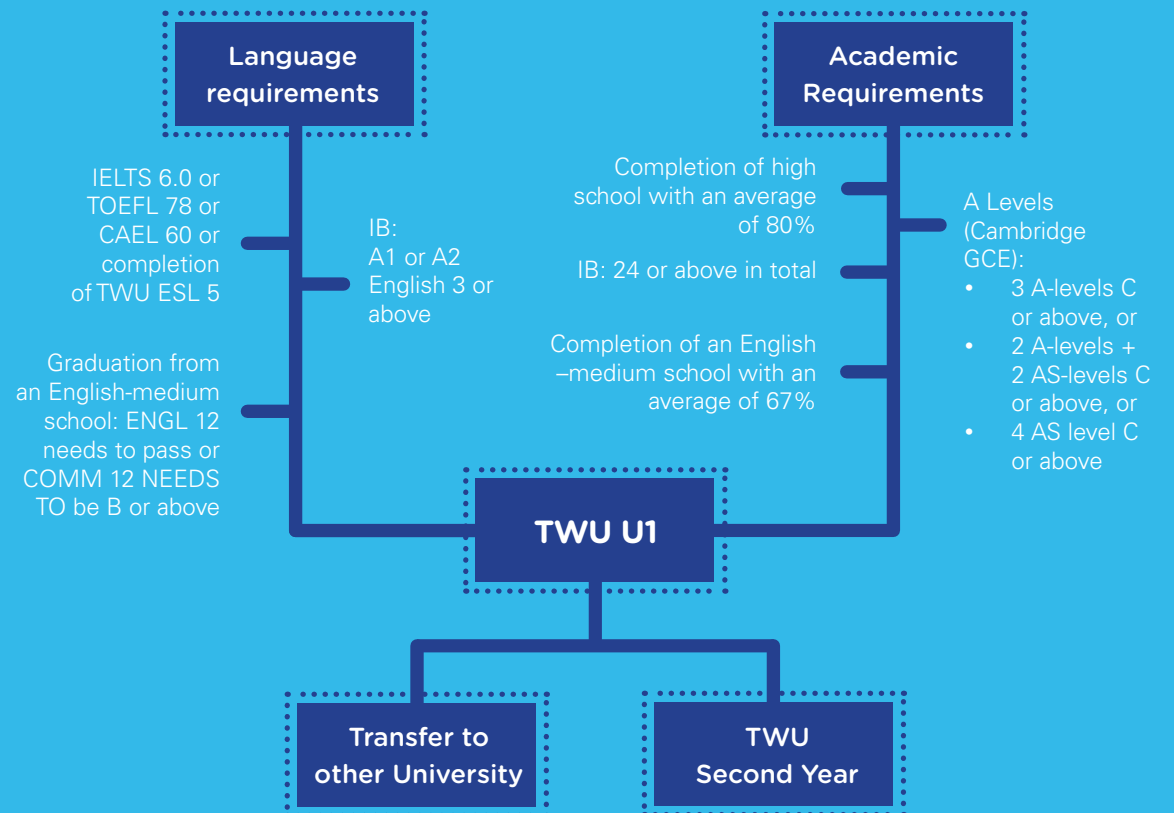 Language
requirements
IELTS 6.0 or
TOEFL 78 or
CAEL 60 or
completion
of TWU ESL 5
IB:
A1 or A2
English 3 or
above
Graduation from
an English-medium
school: ENGL 12
needs to pass or
COMM 12 NEEDS
TO be B or above
Academic
Requirements
Completion of high
school with an average
of 80%
IB: 24 or above in total
Completion of an English
–medium school with an
average of 67%
A Levels
(Cambridge
GCE):
• 3 A-levels C
or above, or
• 2 A-levels +
2 AS-levels C
or above, or
• 4 AS level C
or above
TWU U1
Transfer to
other University
TWU
Second Year